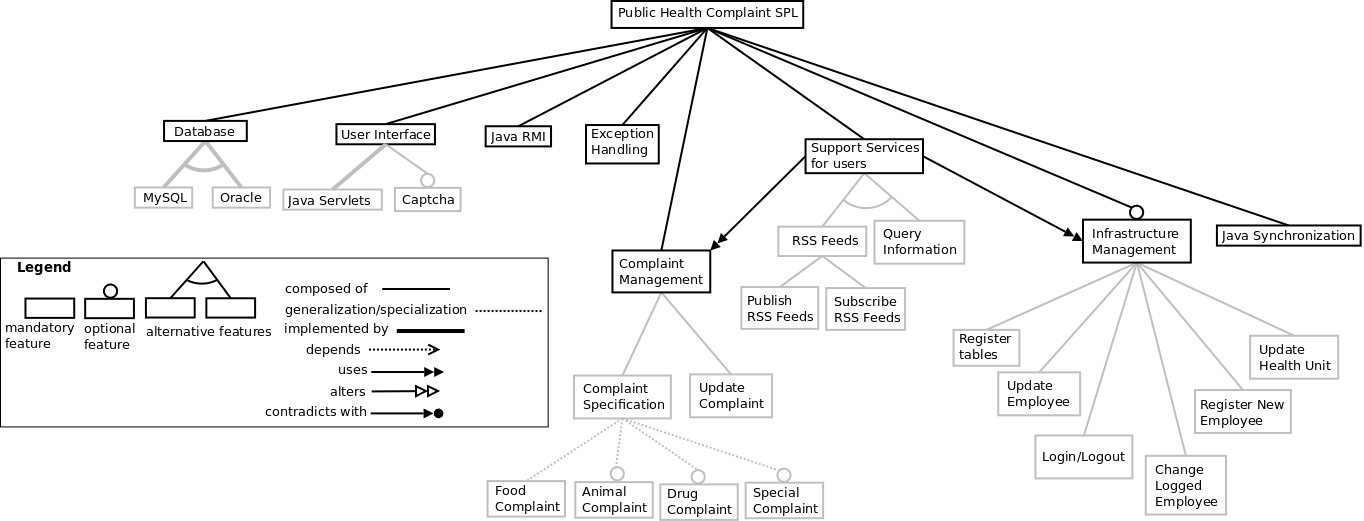 Public Health Complaint SPL
Database
User Interface
Java RMI
Exception
Handling
Support Services
for users
MySQL
Oracle
Java Servlets
Captcha
RSS Feeds
Query
Information
Infrastructure
Management
Java Synchronization
Complaint
Management
Publish
RSS Feeds
Subscribe
RSS Feeds
Register
tables
Update
Employee
Login/Logout
Change
Logged
Employee
Register New
Employee
Update
Health Unit
Complaint
Specification
Update
Complaint
Food
Complaint
Animal
Complaint
Drug
Complaint
Special
Complaint
Legend
mandatory
feature
optional
feature
alternative features
composed of
generalization/specialization
implemented by
depends
uses
alters
contradicts with